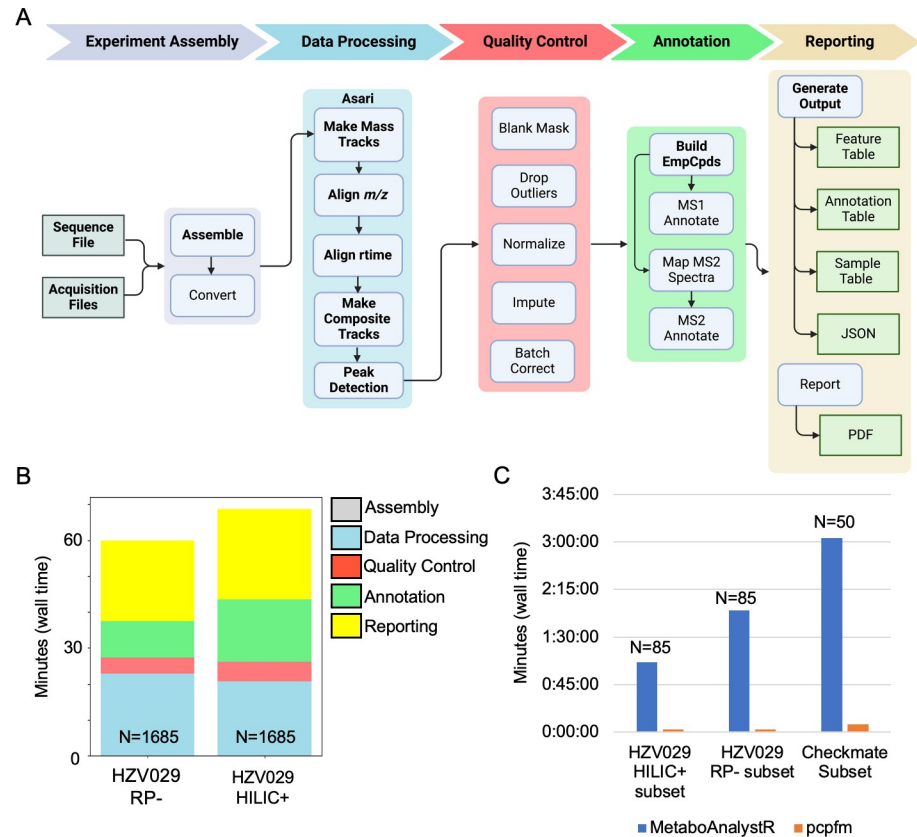 A
Experiment Assembly
Data Processing
Quality Control
Annotation
Reporting
Sequence
File
Acquisition
Files
Assemble
Convert
Asari
Make Mass
Tracks
Align m/z
Align rtime
Make
Composite
Tracks
Peak
Detection
Blank Mask
Drop
Outliers
Normalize
Impute
Batch
Correct
Build
EmpCpds
MS1
Annotate
Map MS2
Spectra
MS2
Annotate
Generate
Output
Feature
Table
Annotation
Table
Sample
Table
JSON
Report
PDF
B
Minutes (wall time)
60
30
0
N=1685
N=1685
HZV029
RP-
HZV029
HILIC+
Assembly
Data Processing
Quality Control
Annotation
Reporting
C
Minutes (wall time)
3:45:00
3:00:00
2:15:00
1:30:00
0:45:00
0:00:00
N=85
N=85
N=50
HZV029
HILIC+
subset
HZV029
RP- subset
Checkmate
Subset
MetaboAnalystR
pcpfm